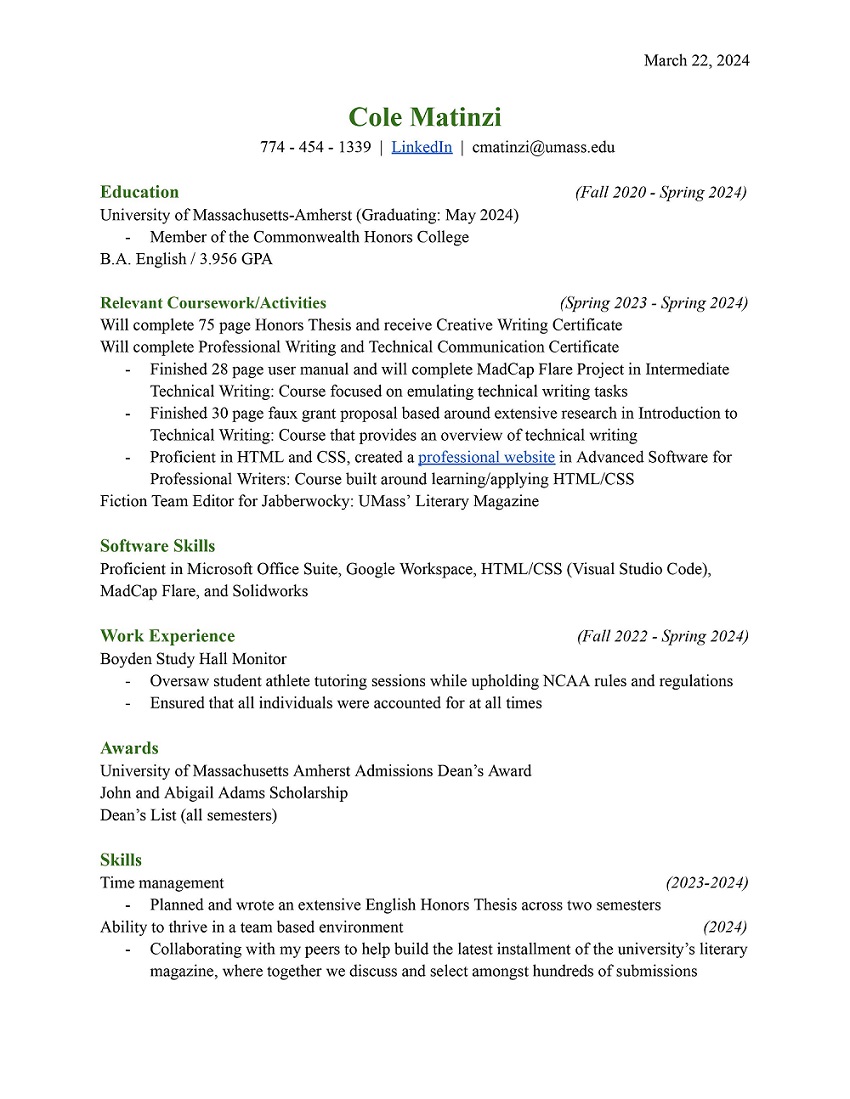 March 22, 2024
Cole Matinzi
774 - 454 - 1339 | LinkedIn | cmatinzi@umass.edu
Education (Fall 2020 - Spring 2024)
University of Massachusetts-Amherst (Graduating: May 2024)
- Member of the Commonwealth Honors College
B.A. English / 3.956 GPA
Relevant Coursework/Activities (Spring 2023 - Spring 2024)
Will complete 75 page Honors Thesis and receive Creative Writing Certificate
Will complete Professional Writing and Technical Communication Certificate
- Finished 28 page user manual and will complete MadCap Flare Project in Intermediate
Technical Writing: Course focused on emulating technical writing tasks
- Finished 30 page faux grant proposal based around extensive research in Introduction to
Technical Writing: Course that provides an overview of technical writing
- Proficient in HTML and CSS, created a professional website in Advanced Software for
Professional Writers: Course built around learning/applying HTML/CSS
Fiction Team Editor for Jabberwocky: UMass’ Literary Magazine
Software Skills
Proficient in Microsoft Office Suite, Google Workspace, HTML/CSS (Visual Studio Code),
MadCap Flare, and Solidworks
Work Experience (Fall 2022 - Spring 2024)
Boyden Study Hall Monitor
- Oversaw student athlete tutoring sessions while upholding NCAA rules and regulations
- Ensured that all individuals were accounted for at all times
Awards
University of Massachusetts Amherst Admissions Dean’s Award
John and Abigail Adams Scholarship
Dean’s List (all semesters)
Skills
Time management (2023-2024)
- Planned and wrote an extensive English Honors Thesis across two semesters
Ability to thrive in a team based environment (2024)
- Collaborating with my peers to help build the latest installment of the university’s literary
magazine, where together we discuss and select amongst hundreds of submissions